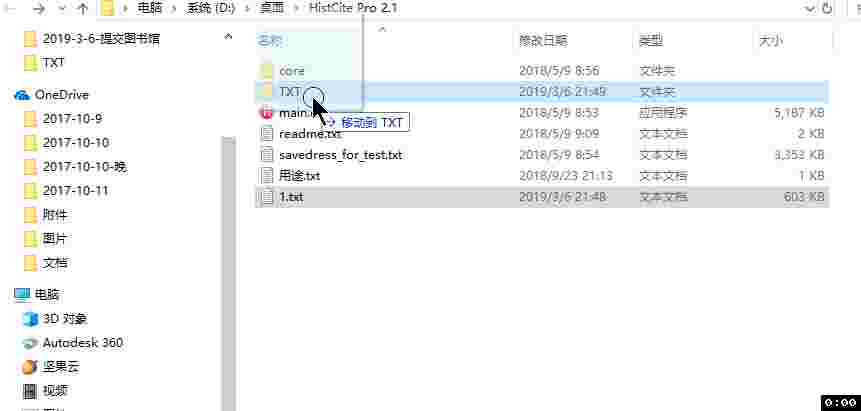 电脑 > 系统 (D:) > 桌面 > HistCite Pro 2.1
2019-3-6-提交图书馆
TXT
OneDrive
2017-10-9
2017-10-10
2017-10-10-晚
2017-10-11
附件
图片
文档
电脑
3D 对象
Autodesk 360
坚果云
视频
名称 修改日期 类型 大小
core 2018/5/9 8:56 文件夹
TXT 2019/3/6 21:49 文件夹
main. 2018/5/9 8:53 应用程序 5,187 KB
移动到 TXT
readme.txt 2018/5/9 9:09 文本文档 2 KB
savedress_for_test.txt 2018/5/9 8:54 文本文档 3,353 KB
用途.txt 2018/9/23 21:13 文本文档 1 KB
1.txt 2019/3/6 21:48 文本文档 603 KB
0:00